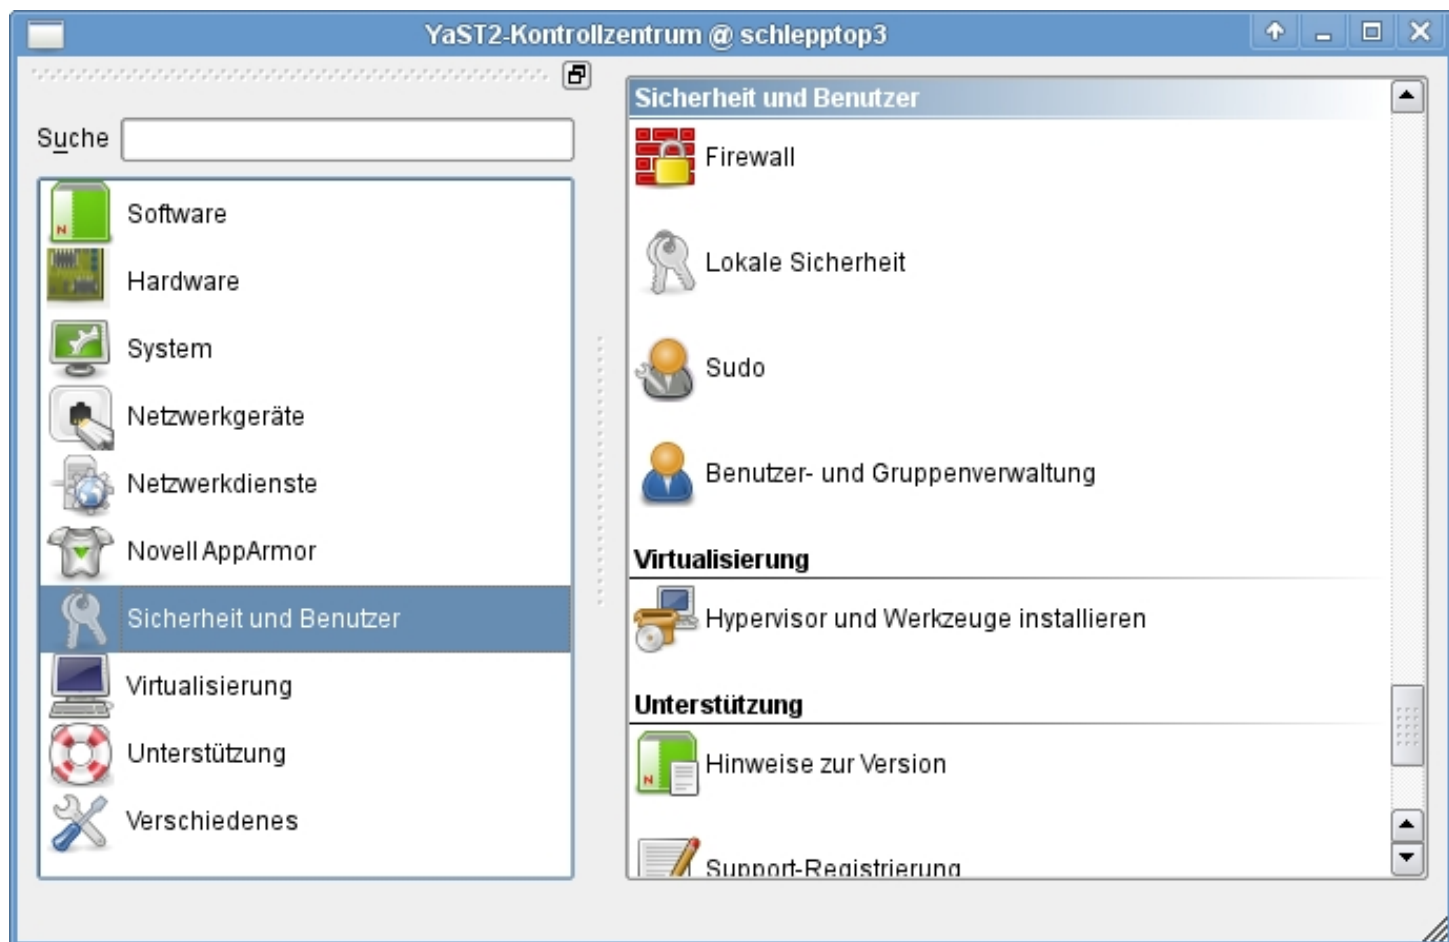 YaST2-Kontrollzentrum @ schlepptop3
Suche
Software
Hardware
System
Netzwerkgeräte
Netzwerkdienste
Novell AppArmor
Sicherheit und Benutzer
Virtualisierung
Unterstützung
Verschiedenes
Sicherheit und Benutzer
Firewall
Lokale Sicherheit
Sudo
Benutzer- und Gruppenverwaltung
Virtualisierung
Hypervisor und Werkzeuge installieren
Unterstützung
Hinweise zur Version
Support-Registrierung